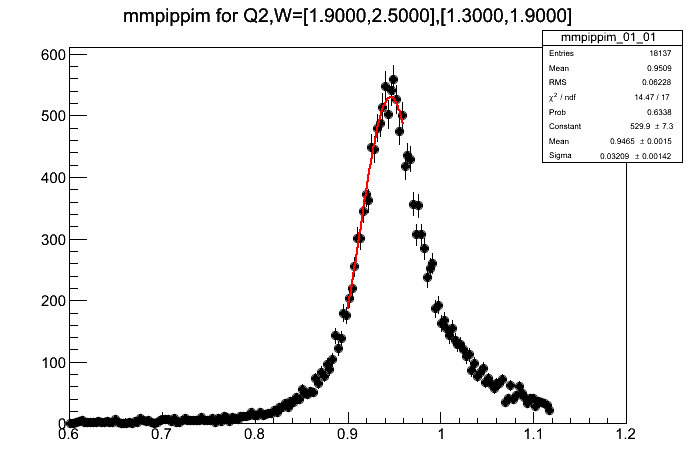 mmpippim for Q2,W=[1.9000,2.5000],[1.3000,1.9000]
mmpippim_01_01
Entries 18137
Mean 0.9509
RMS 0.06228
χ² / ndf 14.47 / 17
Prob 0.6338
Constant 529.9 ± 7.3
Mean 0.9465 ± 0.0015
Sigma 0.03209 ± 0.00142
600
500
400
300
200
100
0
0.6 0.7 0.8 0.9 1 1.1 1.2